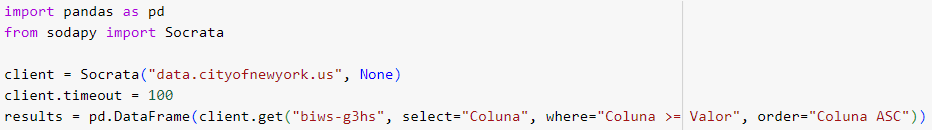 import pandas as pd
from sodapy import Socrata
client = Socrata("data.cityofnewyork.us", None)
client.timeout = 100
results = pd.DataFrame(client.get("biws-g3hs", select="Coluna", where="Coluna >= Valor", order="Coluna ASC"))